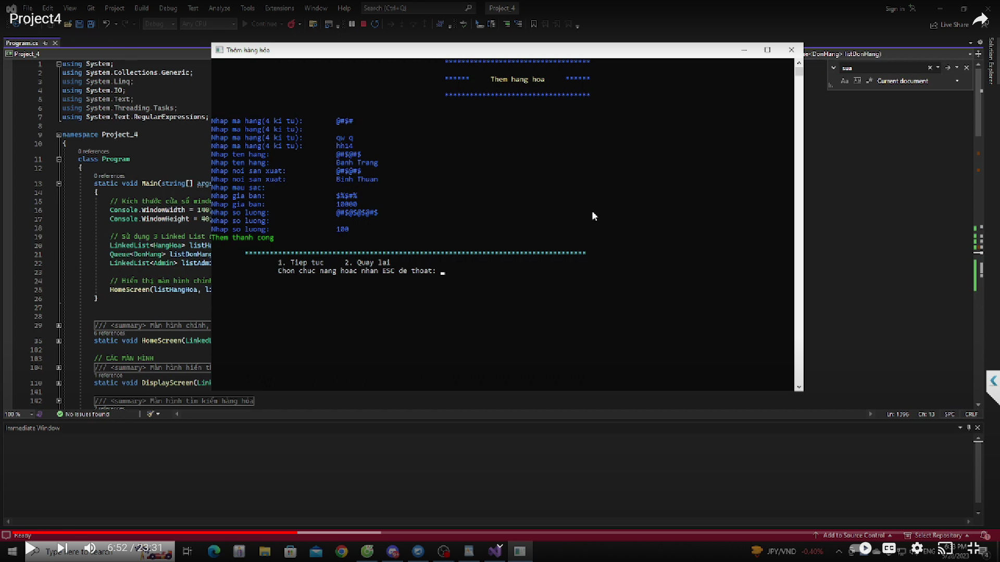 File Edit View Git Project Build Debug Test Analyze Tools Extensions Window Help Search (Ctrl+Q) Project_4 Sign in
Project4
Debug Any CPU Continue Live Share
Program.cs
Project_4
e<DonHang> listDonHang)
Solution Explorer
sua
Aa Current document
1 using System;
2 using System.Collections.Generic;
3 using System.Linq;
4 using System.IO;
5 using System.Text;
6 using System.Threading.Tasks;
7 using System.Text.RegularExpressions;
8
9 namespace Project_4
10 {
0 references
11 class Program
12 {
0 references
13 static void Main(string[] args
14 {
15 // Kích thước cửa sổ windo
16 Console.WindowWidth = 140
17 Console.WindowHeight = 40
18
19 // Sử dụng 3 Linked List
20 LinkedList<HangHoa> listHa
21 Queue<DonHang> listDonHang
22 LinkedList<Admin> listAdmi
23
24 // Hiển thị màn hình chính
25 HomeScreen(listHangHoa, li
26 }
27
28
29 /// <summary> Màn hình chính,
6 references
35 static void HomeScreen(LinkedL
102
103 // CÁC MÀN HÌNH
104 /// <summary> Màn hình hiển th
1 reference
110 static void DisplayScreen(Link
141
142 /// <summary> Màn hình tìm kiếm hàng hóa
Thêm hàng hóa
***********************************
****** Them hang hoa ******
***********************************
Nhap ma hang(4 ki tu): @#$#
Nhap ma hang(4 ki tu):
Nhap ma hang(4 ki tu): qw q
Nhap ma hang(4 ki tu): hh14
Nhap ten hang: @#$@#$
Nhap ten hang: Banh Trang
Nhap noi san xuat: @#$@#$
Nhap noi san xuat: Binh Thuan
Nhap mau sac:
Nhap gia ban: $%$#%
Nhap gia ban: 10000
Nhap so luong: @#$@$@$@#$
Nhap so luong:
Nhap so luong: 100
Them thanh cong
1. Tiep tuc 2. Quay lai
Chon chuc nang hoac nhan ESC de thoat:
100 % No issues found Ln: 1396 Ch: 13 SPC CRLF
Immediate Window
Ready Add to Source Control Select Repository
Type here to search
6:52 / 23:31
JPY/VND -0.40% ENG
5/28/2023